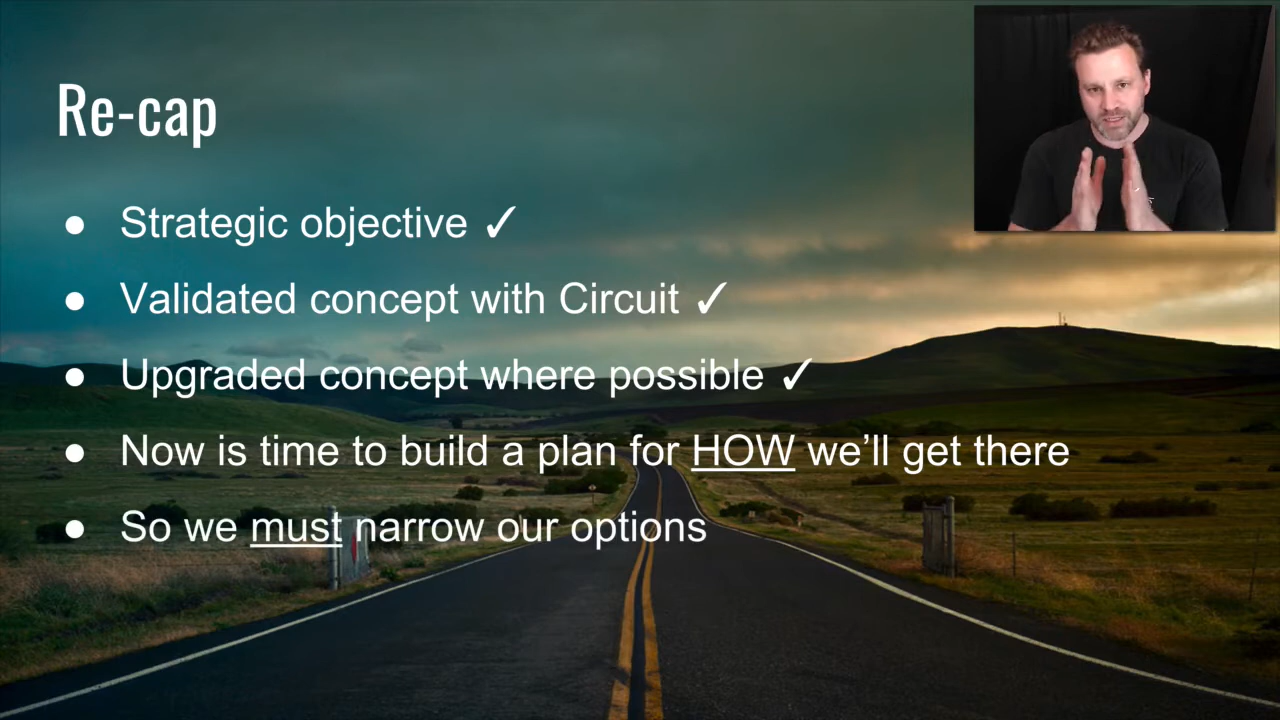 Re-cap
● Strategic objective ✓
● Validated concept with Circuit ✓
● Upgraded concept where possible ✓
● Now is time to build a plan for HOW we’ll get there
● So we must narrow our options